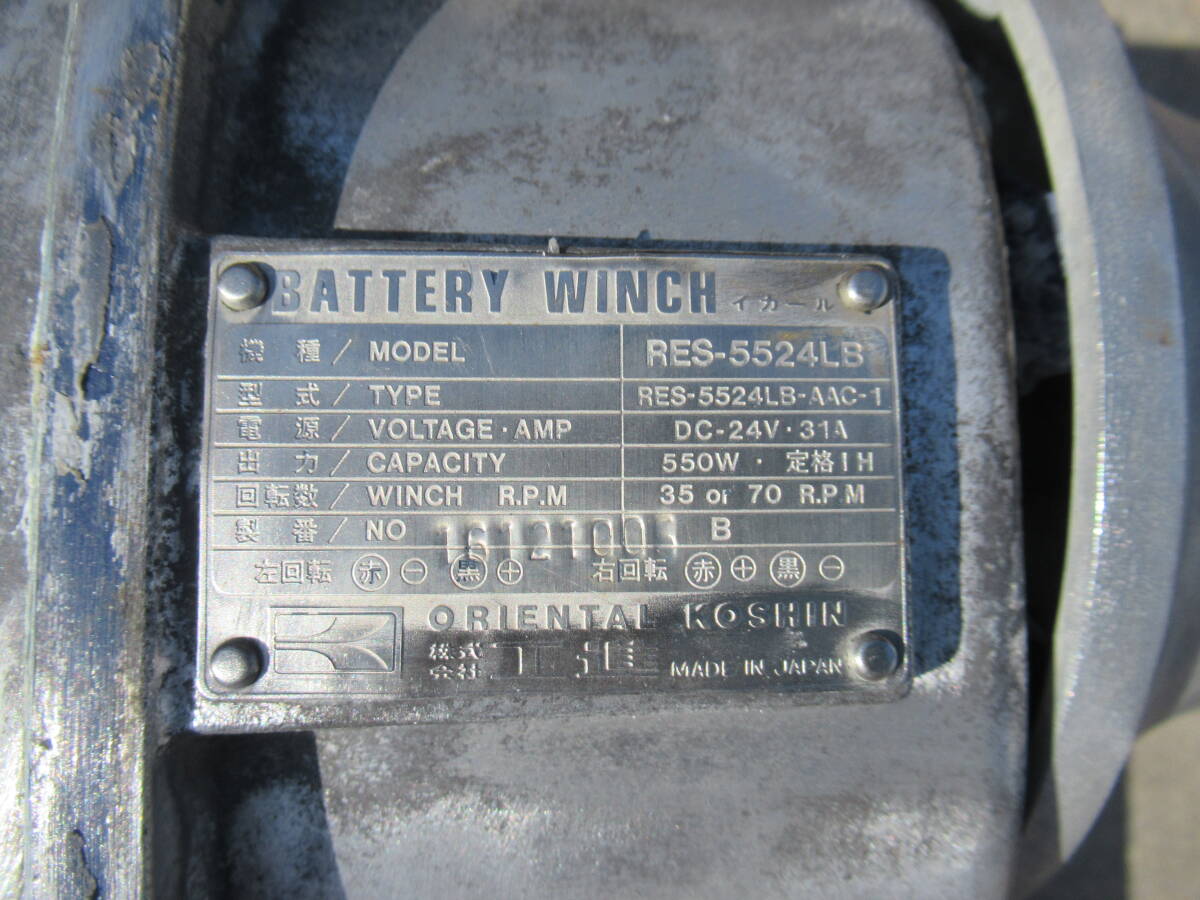 BATTERY WINCH イカール
機種/MODEL RES-5524LB
型式/TYPE RES-5524LB-AAC-1
電源/VOLTAGE・AMP DC-24V・31A
出力/CAPACITY 550W・定格1H
回転数/WINCH R.P.M 35 or 70 R.P.M
製番/NO B
左回転 赤 − 黒 + 右回転 赤 + 黒 −
ORIENTAL KOSHIN
株式会社 工進 MADE IN JAPAN